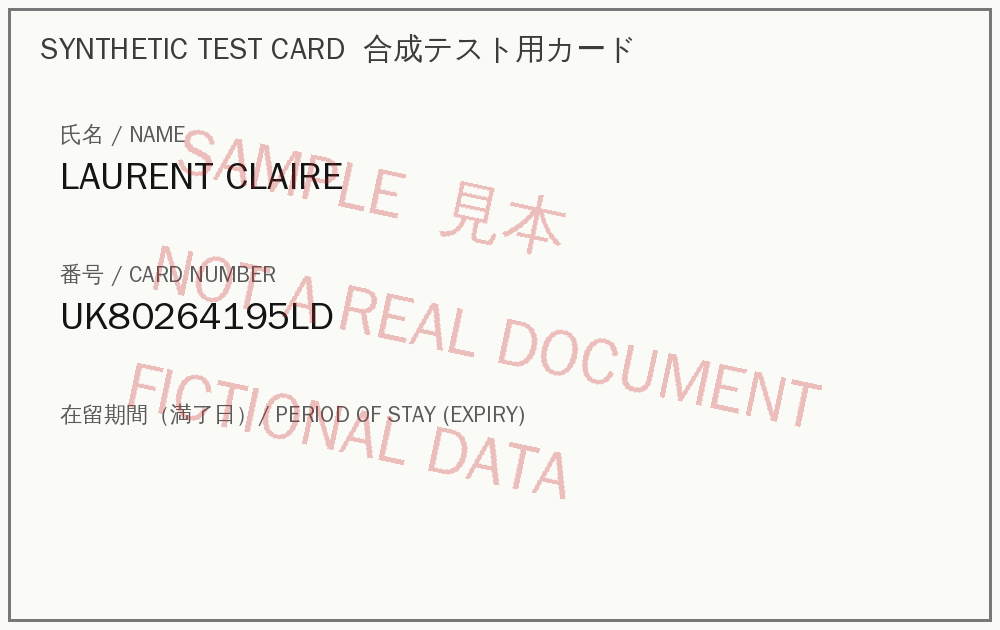 SYNTHETIC TEST CARD 合成テスト用カード
氏名 / NAME
LAURENT CLAIRE
SAMPLE 見本
番号 / CARD NUMBER
UK80264195LD
NOT A REAL DOCUMENT
在留期間（満了日）/ PERIOD OF STAY (EXPIRY)
FICTIONAL DATA